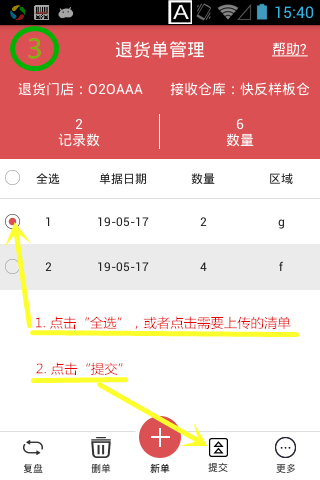 A 15:40
3 退货单管理 帮助?
退货门店：O2OAAA 接收仓库：快反样板仓
2 6
记录数 数量
全选 单据日期 数量 区域
1 19-05-17 2 g
2 19-05-17 4 f
1. 点击“全选”，或者点击需要上传的清单
2. 点击“提交”
复盘 删单 新单 提交 更多